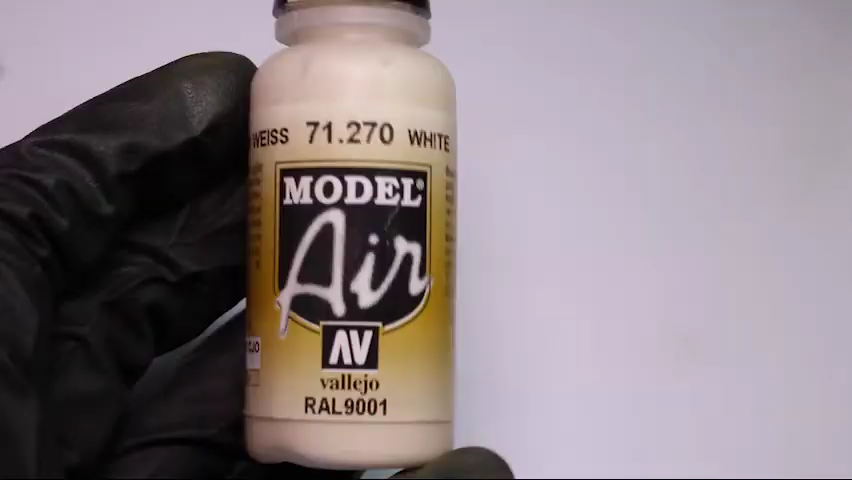 WEISS 71.270 WHITE
MODEL®
Air
AV
vallejo
RAL9001